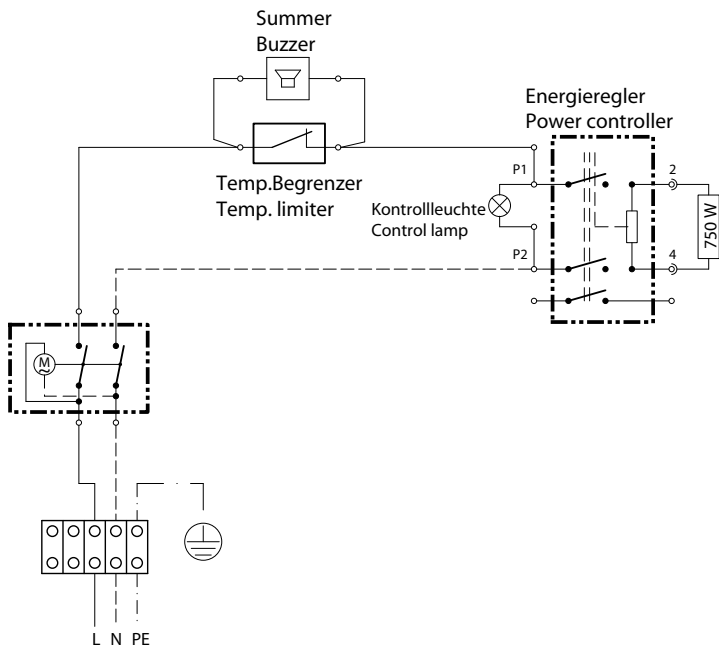 Summer
Buzzer
Energieregler
Power controller
Temp.Begrenzer
Temp. limiter
P1
2
Kontrollleuchte
Control lamp
750 W
P2
4
M
~
L N PE